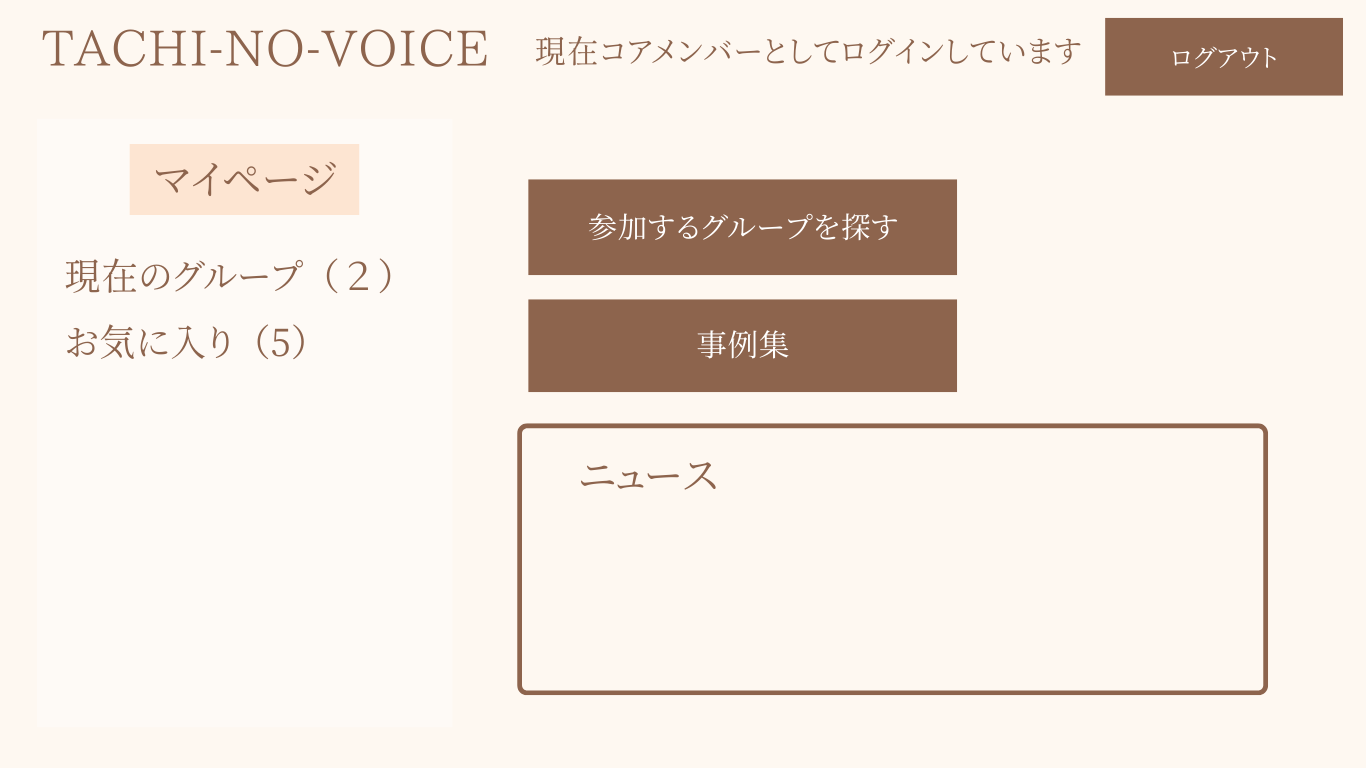 TACHI-NO-VOICE
現在コアメンバーとしてログインしています
ログアウト
マイページ
現在のグループ（２）
お気に入り（5）
参加するグループを探す
事例集
ニュース